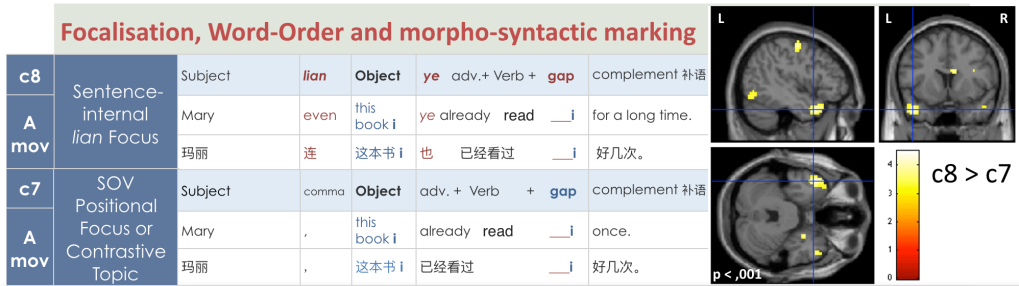 Focalisation, Word-Order and morpho-syntactic marking
c8
A mov
Sentence-
internal
lian Focus
Subject lian Object ye adv.+ Verb + gap complement 补语
Mary even this book i ye already read ___i for a long time.
玛丽 连 这本书 i 也 已经看过 ___i 好几次。
c7
A mov
SOV
Positional
Focus or
Contrastive
Topic
Subject comma Object adv. + Verb + gap complement 补语
Mary , this book i already read ___i once.
玛丽 , 这本书 i 已经看过 ___i 好几次。
L
L R
p < ,001
4
3
2
1
0
c8 > c7